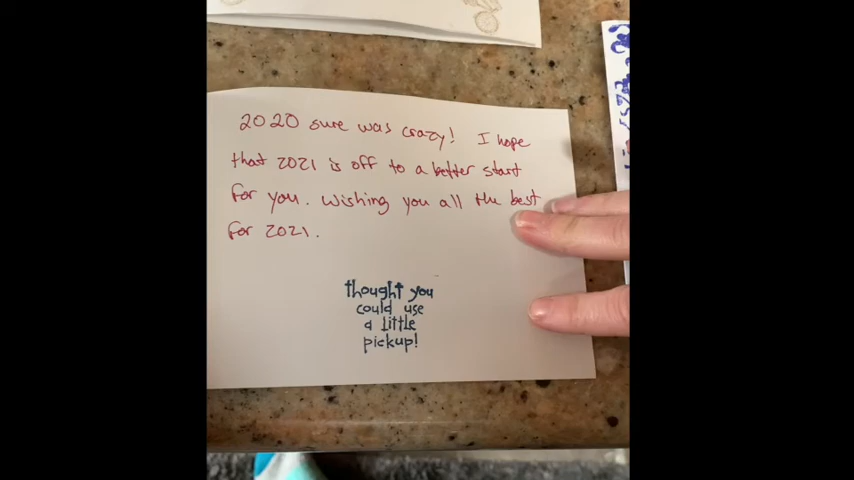 2020 sure was crazy! I hope
that 2021 is off to a better start
for you. Wishing you all the best
for 2021.
thought you
could use
a little
pickup!